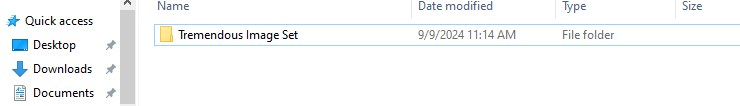 Name Date modified Type Size
Quick access
Desktop
Tremendous Image Set 9/9/2024 11:14 AM File folder
Downloads
Documents